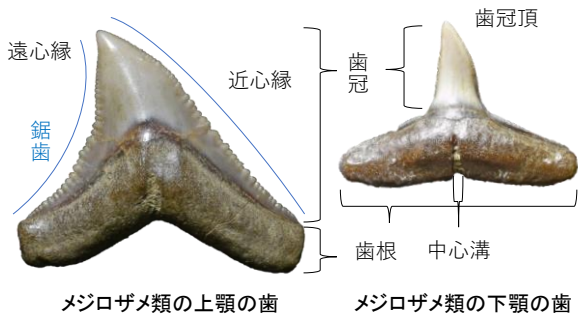 歯冠頂
遠心縁
近心縁
歯冠
鋸歯
歯根
中心溝
メジロザメ類の上顎の歯
メジロザメ類の下顎の歯